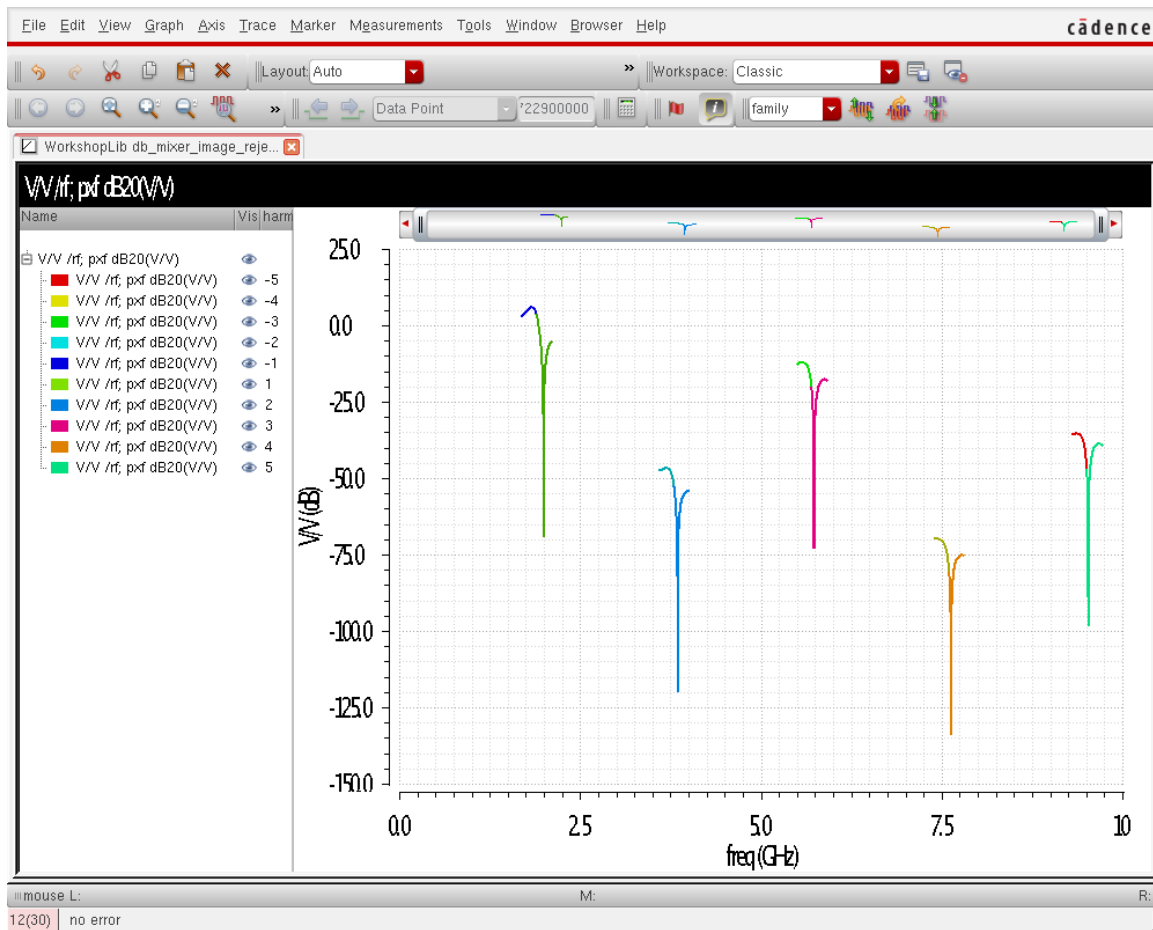 File Edit View Graph Axis Trace Marker Measurements Tools Window Browser Help cādence
Layout: Auto » Workspace: Classic
» Data Point 722900000 family
WorkshopLib db_mixer_image_reje...
V/V /rf; pxf dB20(V/V)
Name Vis harm
V/V /rf; pxf dB20(V/V)
V/V /rf; pxf dB20(V/V) -5
V/V /rf; pxf dB20(V/V) -4
V/V /rf; pxf dB20(V/V) -3
V/V /rf; pxf dB20(V/V) -2
V/V /rf; pxf dB20(V/V) -1
V/V /rf; pxf dB20(V/V) 1
V/V /rf; pxf dB20(V/V) 2
V/V /rf; pxf dB20(V/V) 3
V/V /rf; pxf dB20(V/V) 4
V/V /rf; pxf dB20(V/V) 5
V/V (dB)
25.0
0.0
-25.0
-50.0
-75.0
-100.0
-125.0
-150.0
0.0 2.5 5.0 7.5 10
freq (GHz)
mouse L: M: R:
12(30) no error